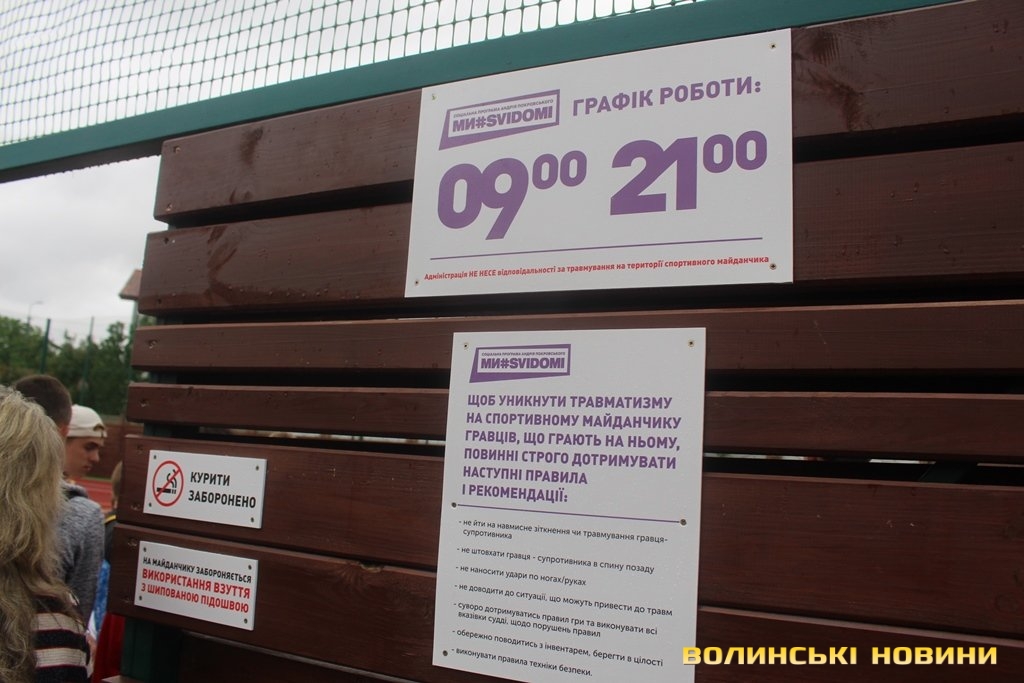 СОЦІАЛЬНА ПРОГРАМА АНДРІЯ ПОКРОВСЬКОГО
МИ#SVIDOMI
ГРАФІК РОБОТИ:
09⁰⁰ 21⁰⁰
Адміністрація НЕ НЕСЕ відповідальності за травмування на території спортивного майданчика
СОЦІАЛЬНА ПРОГРАМА АНДРІЯ ПОКРОВСЬКОГО
МИ#SVIDOMI
ЩОБ УНИКНУТИ ТРАВМАТИЗМУ
НА СПОРТИВНОМУ МАЙДАНЧИКУ
ГРАВЦІВ, ЩО ГРАЮТЬ НА НЬОМУ,
ПОВИННІ СТРОГО ДОТРИМУВАТИ
НАСТУПНІ ПРАВИЛА
І РЕКОМЕНДАЦІЇ:
- не йти на навмисне зіткнення чи травмування гравця-
супротивника
- не штовхати гравця - супротивника в спину позаду
- не наносити удари по ногах/руках
- не доводити до ситуації, що можуть привести до травм
- суворо дотримуватись правил гри та виконувати всі
вказівки судді, щодо порушень правил
- обережно поводитись з інвентарем, берегти в цілості
- виконувати правила техніки безпеки.
КУРИТИ
ЗАБОРОНЕНО
НА МАЙДАНЧИКУ ЗАБОРОНЯЄТЬСЯ
ВИКОРИСТАННЯ ВЗУТТЯ
З ШИПОВАНОЮ ПІДОШВОЮ
ВОЛИНСЬКІ НОВИНИ